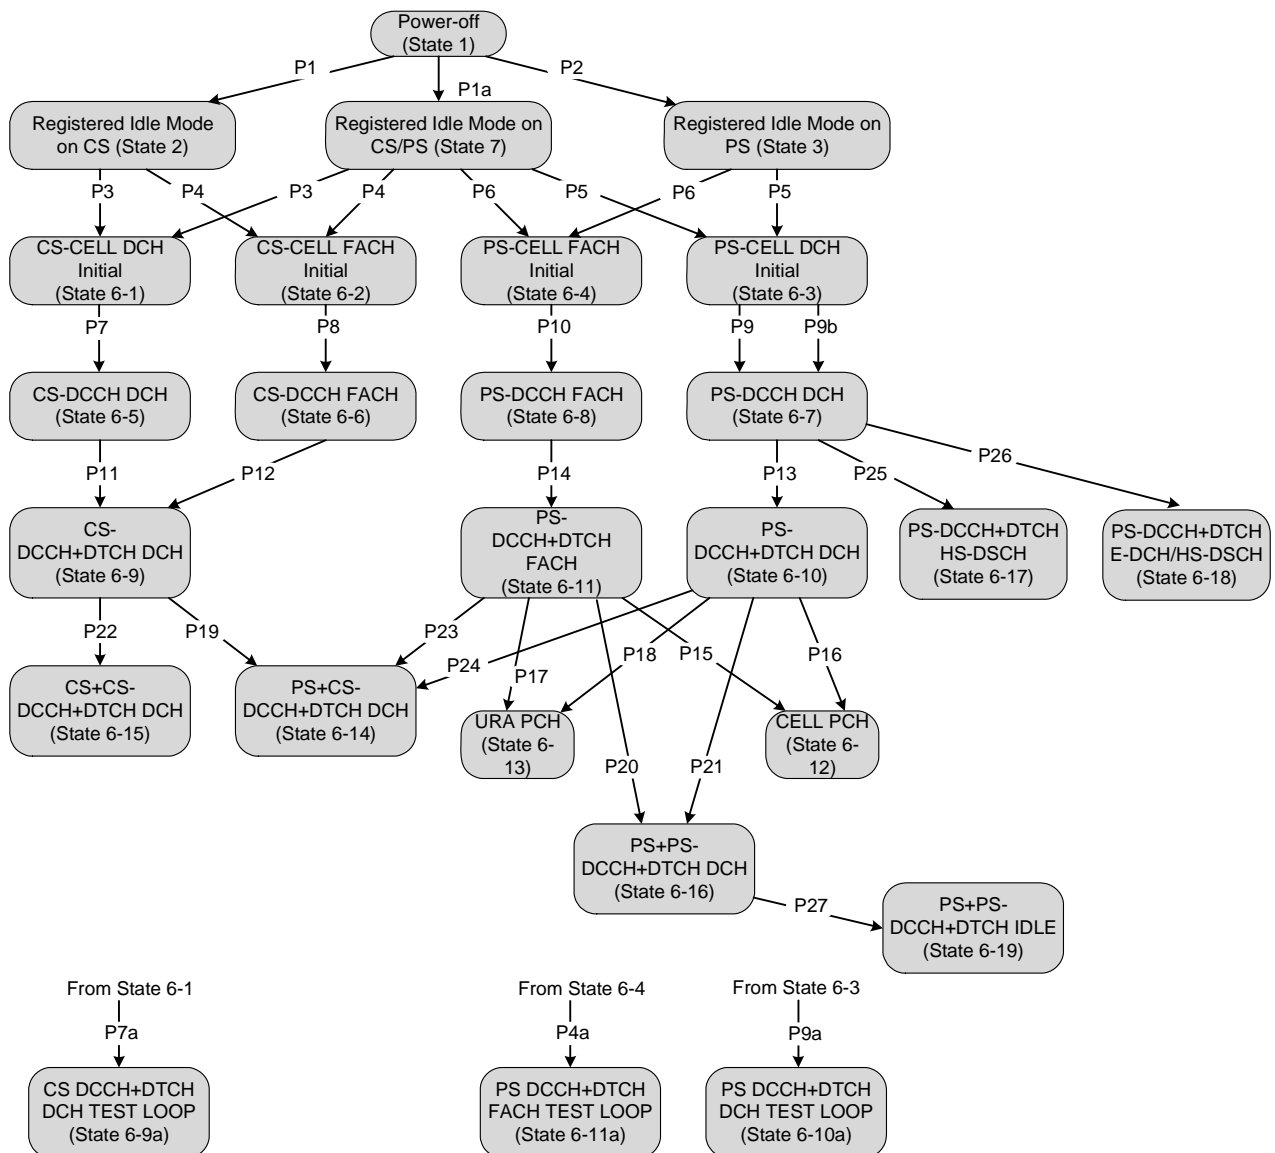 Power-off
(State 1)
P1
P1a
P2
Registered Idle Mode
on CS (State 2)
Registered Idle Mode on
CS/PS (State 7)
Registered Idle Mode on
PS (State 3)
P3
P4
P3
P4
P6
P5
P6
P5
CS-CELL DCH
Initial
(State 6-1)
CS-CELL FACH
Initial
(State 6-2)
PS-CELL FACH
Initial
(State 6-4)
PS-CELL DCH
Initial
(State 6-3)
P7
P8
P10
P9
P9b
CS-DCCH DCH
(State 6-5)
CS-DCCH FACH
(State 6-6)
PS-DCCH FACH
(State 6-8)
PS-DCCH DCH
(State 6-7)
P11
P12
P14
P13
P25
P26
CS-
DCCH+DTCH DCH
(State 6-9)
PS-
DCCH+DTCH
FACH
(State 6-11)
PS-
DCCH+DTCH DCH
(State 6-10)
PS-DCCH+DTCH
HS-DSCH
(State 6-17)
PS-DCCH+DTCH
E-DCH/HS-DSCH
(State 6-18)
P22
P19
P23
P24
P17
P18
P15
P16
CS+CS-
DCCH+DTCH DCH
(State 6-15)
PS+CS-
DCCH+DTCH DCH
(State 6-14)
URA PCH
(State 6-
13)
CELL PCH
(State 6-
12)
P20
P21
PS+PS-
DCCH+DTCH DCH
(State 6-16)
P27
PS+PS-
DCCH+DTCH IDLE
(State 6-19)
From State 6-1
P7a
CS DCCH+DTCH
DCH TEST LOOP
(State 6-9a)
From State 6-4
P4a
PS DCCH+DTCH
FACH TEST LOOP
(State 6-11a)
From State 6-3
P9a
PS DCCH+DTCH
DCH TEST LOOP
(State 6-10a)